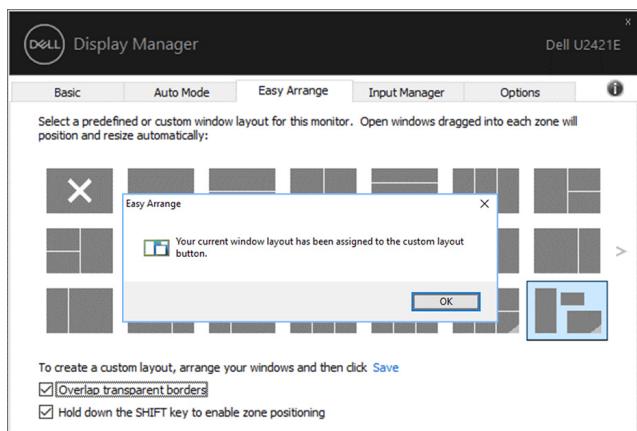 x
DELL Display Manager
Dell U2421E
Basic Auto Mode Easy Arrange Input Manager Options i
Select a predefined or custom window layout for this monitor. Open windows dragged into each zone will
position and resize automatically:
Easy Arrange
Your current window layout has been assigned to the custom layout
button.
OK
>
To create a custom layout, arrange your windows and then click Save
Overlap transparent borders
Hold down the SHIFT key to enable zone positioning